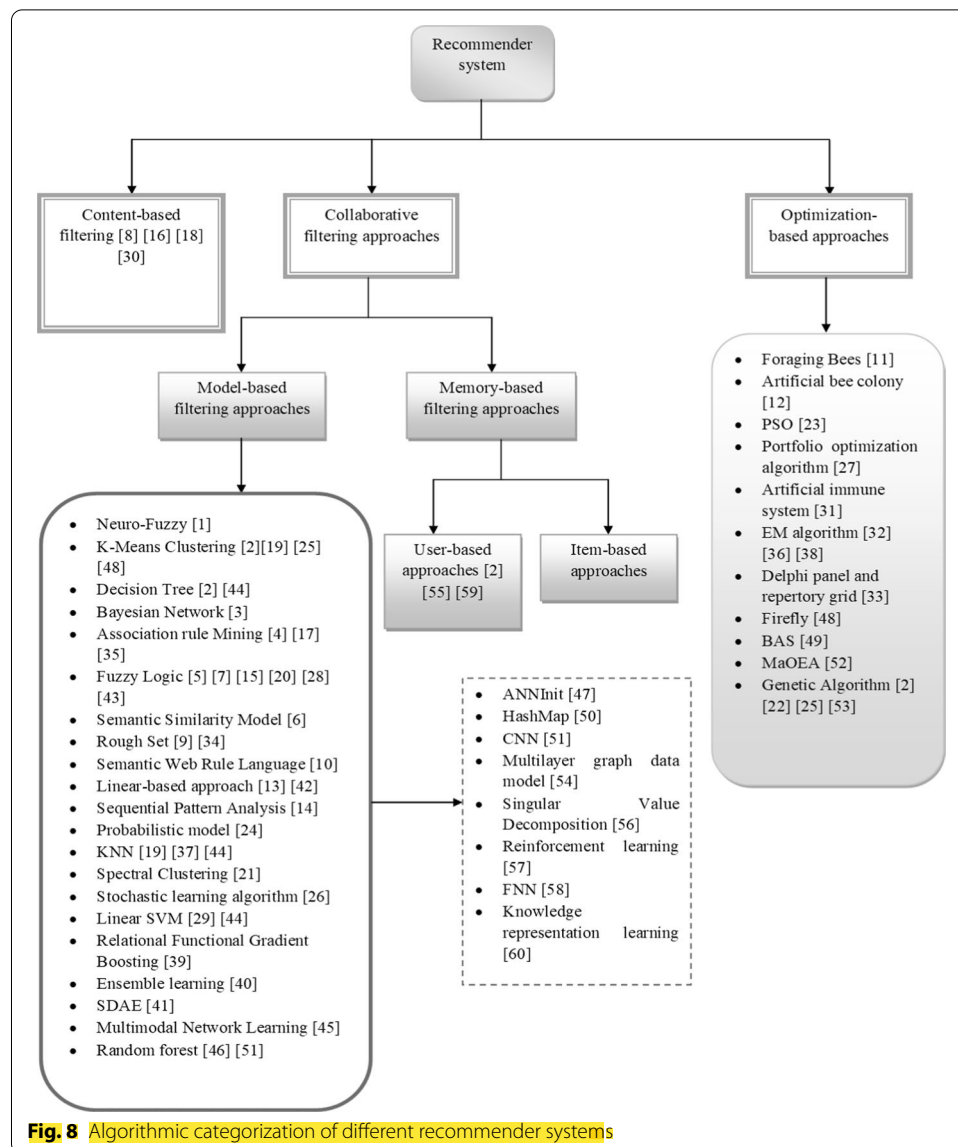 Recommender
system
Content-based
filtering [8] [16] [18]
[30]
Collaborative
filtering approaches
Optimization-
based approaches
Model-based
filtering approaches
Memory-based
filtering approaches
User-based
approaches [2]
[55] [59]
Item-based
approaches
• Neuro-Fuzzy [1]
• K-Means Clustering [2][19] [25]
[48]
• Decision Tree [2] [44]
• Bayesian Network [3]
• Association rule Mining [4] [17]
[35]
• Fuzzy Logic [5] [7] [15] [20] [28]
[43]
• Semantic Similarity Model [6]
• Rough Set [9] [34]
• Semantic Web Rule Language [10]
• Linear-based approach [13] [42]
• Sequential Pattern Analysis [14]
• Probabilistic model [24]
• KNN [19] [37] [44]
• Spectral Clustering [21]
• Stochastic learning algorithm [26]
• Linear SVM [29] [44]
• Relational Functional Gradient
Boosting [39]
• Ensemble learning [40]
• SDAE [41]
• Multimodal Network Learning [45]
• Random forest [46] [51]
• ANNInit [47]
• HashMap [50]
• CNN [51]
• Multilayer graph data
model [54]
• Singular Value
Decomposition [56]
• Reinforcement learning
[57]
• FNN [58]
• Knowledge
representation learning
[60]
• Foraging Bees [11]
• Artificial bee colony
[12]
• PSO [23]
• Portfolio optimization
algorithm [27]
• Artificial immune
system [31]
• EM algorithm [32]
[36] [38]
• Delphi panel and
repertory grid [33]
• Firefly [48]
• BAS [49]
• MaOEA [52]
• Genetic Algorithm [2]
[22] [25] [53]
Fig. 8 Algorithmic categorization of different recommender systems